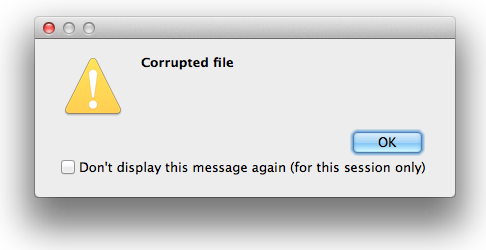 Corrupted file
OK
Don't display this message again (for this session only)